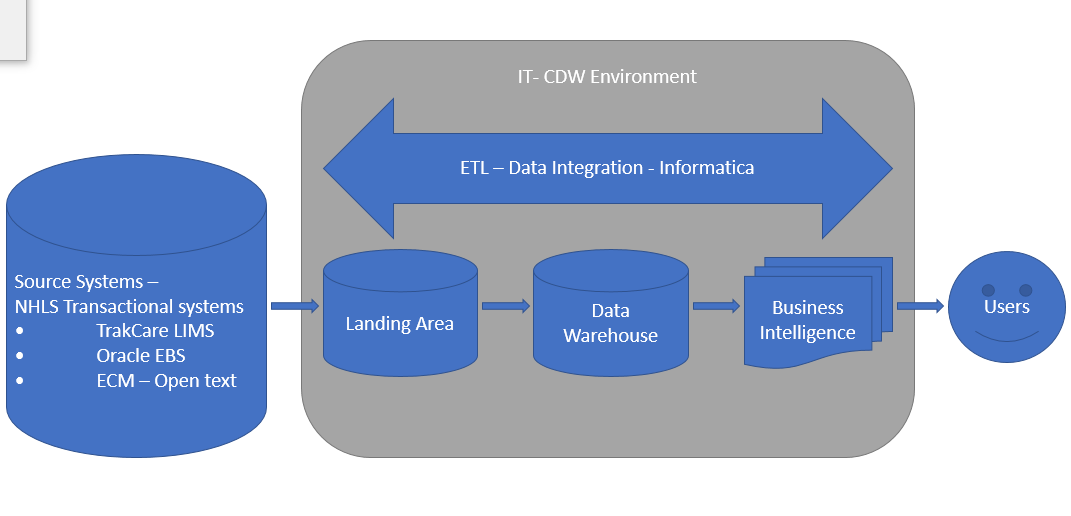 IT- CDW Environment
ETL – Data Integration - Informatica
Source Systems –
NHLS Transactional systems
• TrakCare LIMS
• Oracle EBS
• ECM – Open text
Landing Area
Data
Warehouse
Business
Intelligence
Users